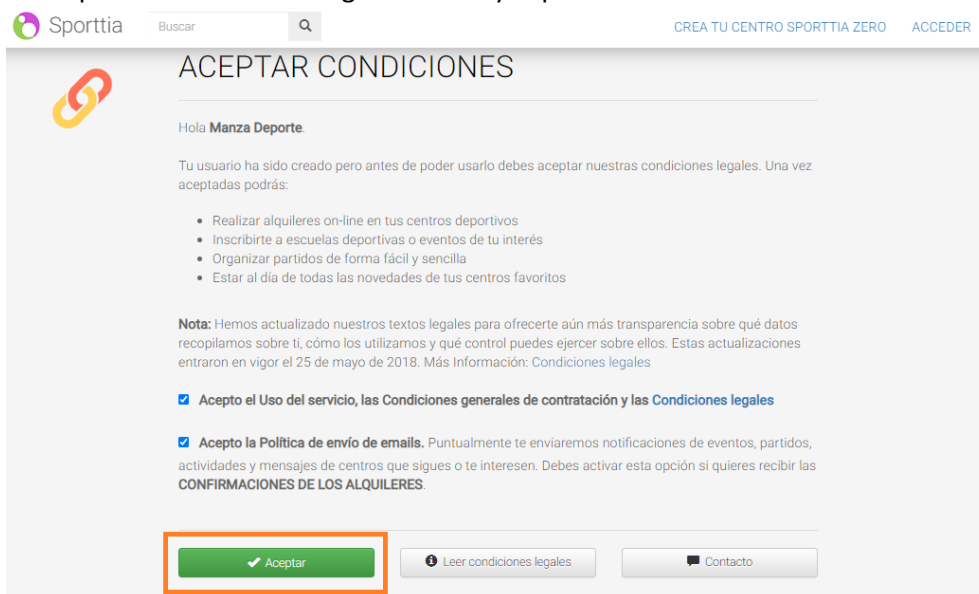 Sporttia
Buscar
CREA TU CENTRO SPORTTIA ZERO
ACCEDER
ACEPTAR CONDICIONES
Hola Manza Deporte.
Tu usuario ha sido creado pero antes de poder usarlo debes aceptar nuestras condiciones legales. Una vez
aceptadas podrás:
• Realizar alquileres on-line en tus centros deportivos
• Inscribirte a escuelas deportivas o eventos de tu interés
• Organizar partidos de forma fácil y sencilla
• Estar al día de todas las novedades de tus centros favoritos
Nota: Hemos actualizado nuestros textos legales para ofrecerte aún más transparencia sobre qué datos
recopilamos sobre ti, cómo los utilizamos y qué control puedes ejercer sobre ellos. Estas actualizaciones
entraron en vigor el 25 de mayo de 2018. Más Información: Condiciones legales
Acepto el Uso del servicio, las Condiciones generales de contratación y las Condiciones legales
Acepto la Política de envío de emails. Puntualmente te enviaremos notificaciones de eventos, partidos,
actividades y mensajes de centros que sigues o te interesen. Debes activar esta opción si quieres recibir las
CONFIRMACIONES DE LOS ALQUILERES.
Aceptar
Leer condiciones legales
Contacto